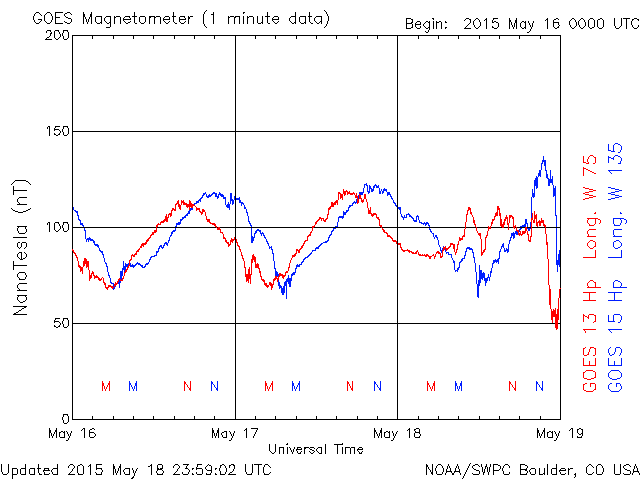 GOES Magnetometer (1 minute data)
Begin: 2015 May 16 0000 UTC
200
150
100
50
0
NanoTesla (nT)
M M N N M M N N M M N N
May 16 May 17 May 18 May 19
Universal Time
GOES 13 Hp Long. W 75
GOES 15 Hp Long. W 135
Updated 2015 May 18 23:59:02 UTC
NOAA/SWPC Boulder, CO USA